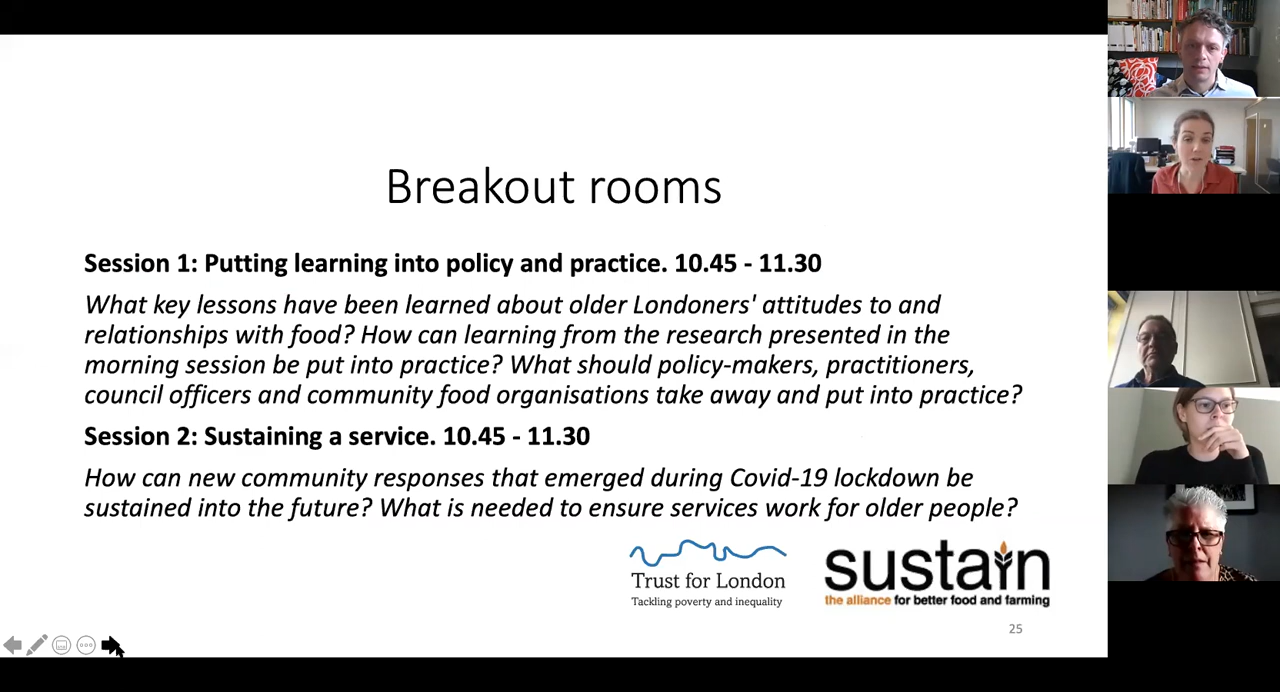 Breakout rooms
Session 1: Putting learning into policy and practice. 10.45 - 11.30
What key lessons have been learned about older Londoners' attitudes to and
relationships with food? How can learning from the research presented in the
morning session be put into practice? What should policy-makers, practitioners,
council officers and community food organisations take away and put into practice?
Session 2: Sustaining a service. 10.45 - 11.30
How can new community responses that emerged during Covid-19 lockdown be
sustained into the future? What is needed to ensure services work for older people?
Trust for London
Tackling poverty and inequality
sustain
the alliance for better food and farming
25